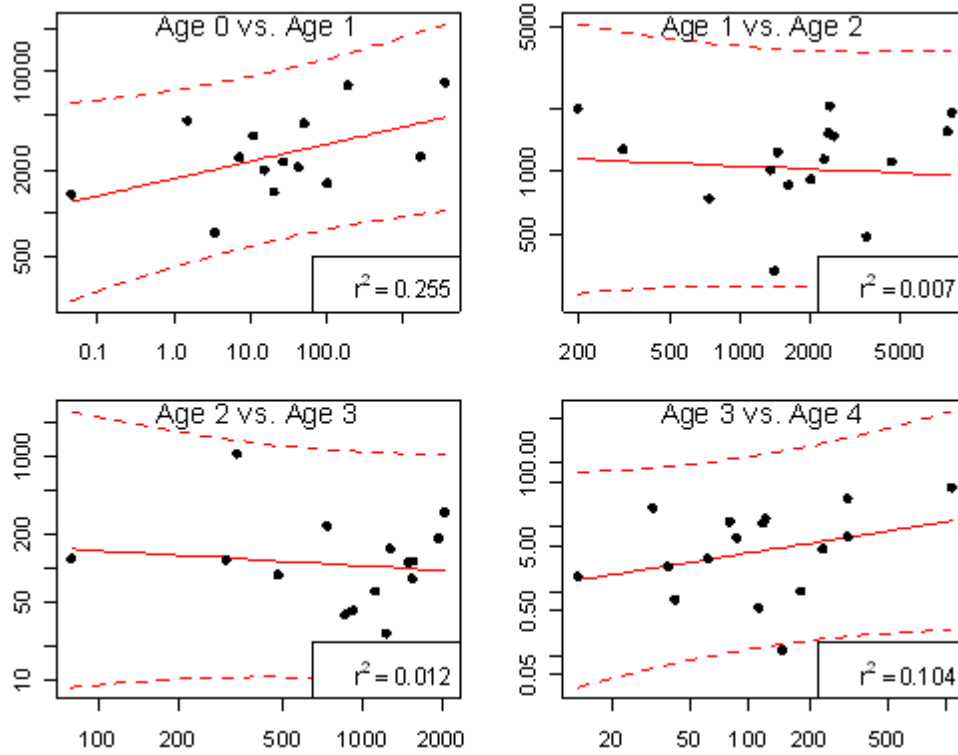 Age 0 vs. Age 1
10000
2000
500
r² = 0.255
0.1 1.0 10.0 100.0
Age 1 vs. Age 2
5000
1000
500
r² = 0.007
200 500 1000 2000 5000
Age 2 vs. Age 3
1000
200
50
10
r² = 0.012
100 200 500 1000 2000
Age 3 vs. Age 4
100.00
5.00
0.50
0.05
r² = 0.104
20 50 100 200 500